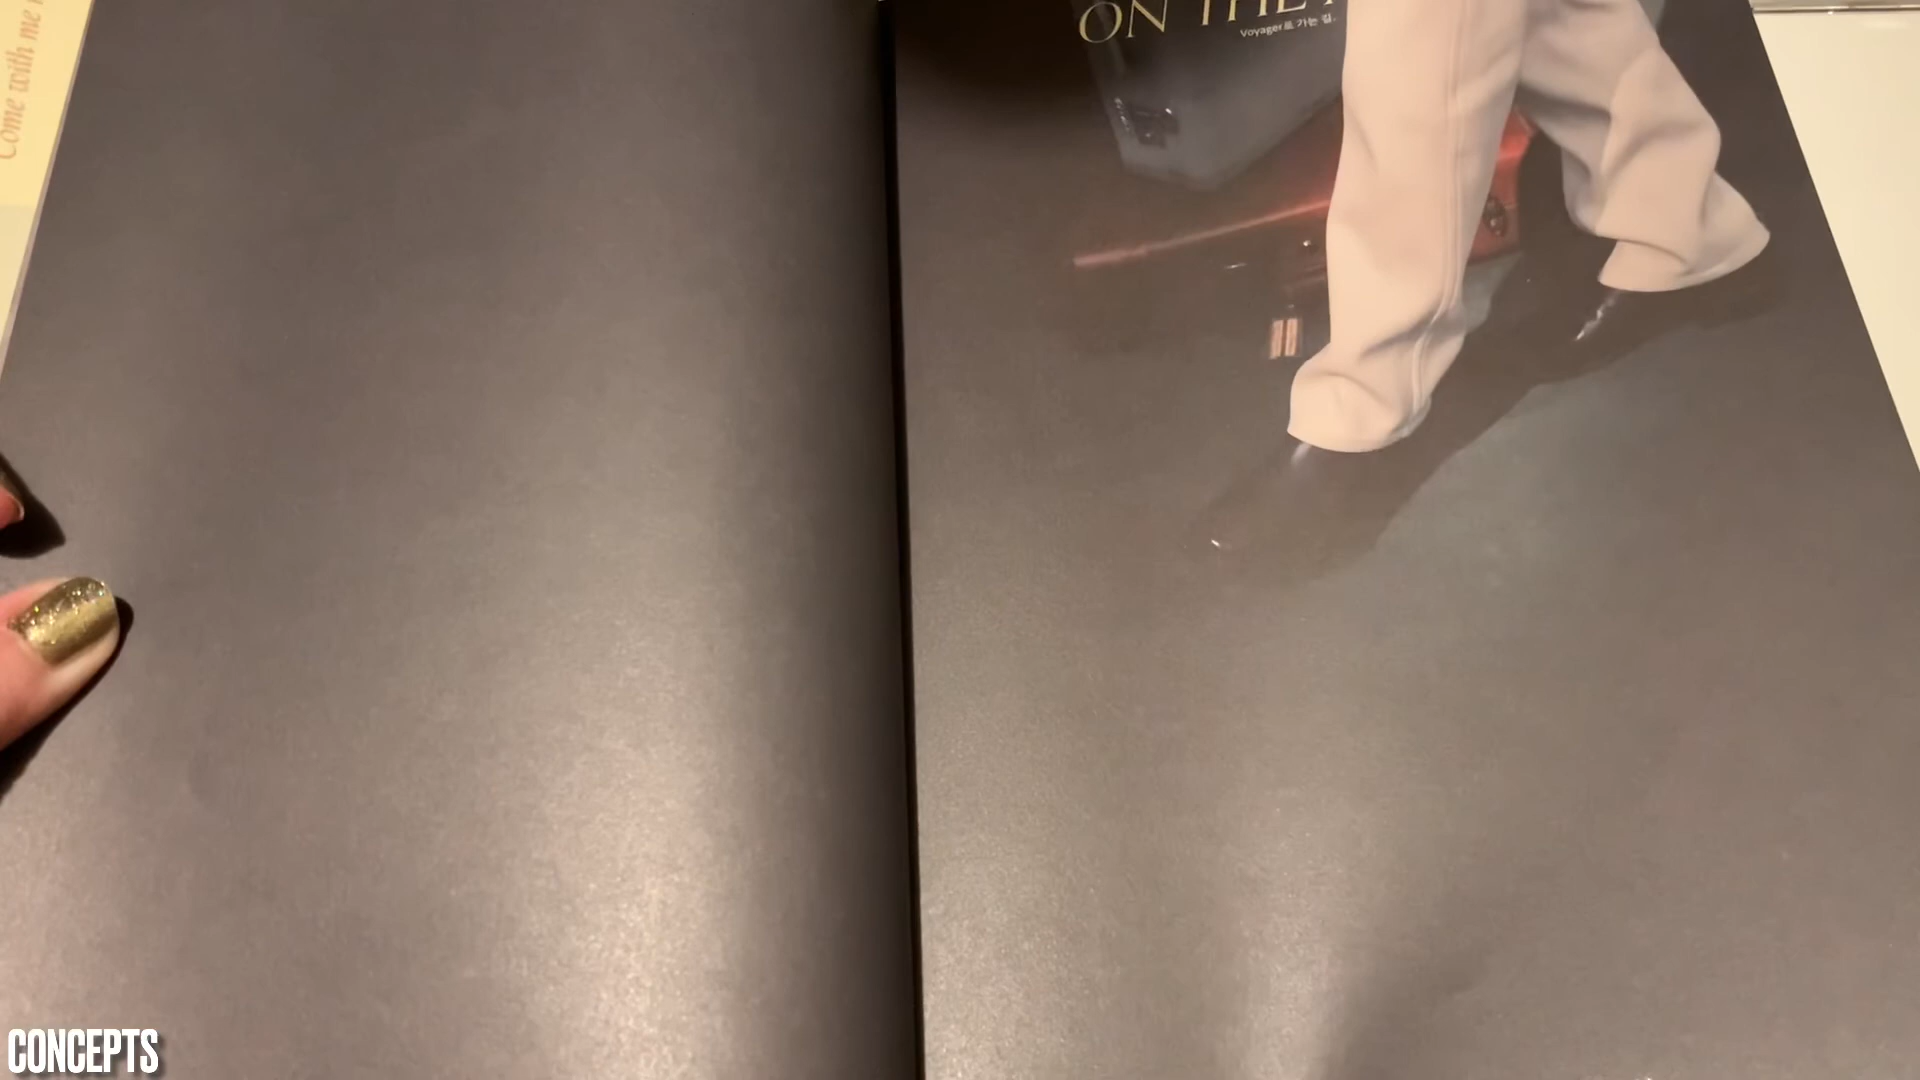 Come with me
ON THE
Voyager로 가는 길.
CONCEPTS